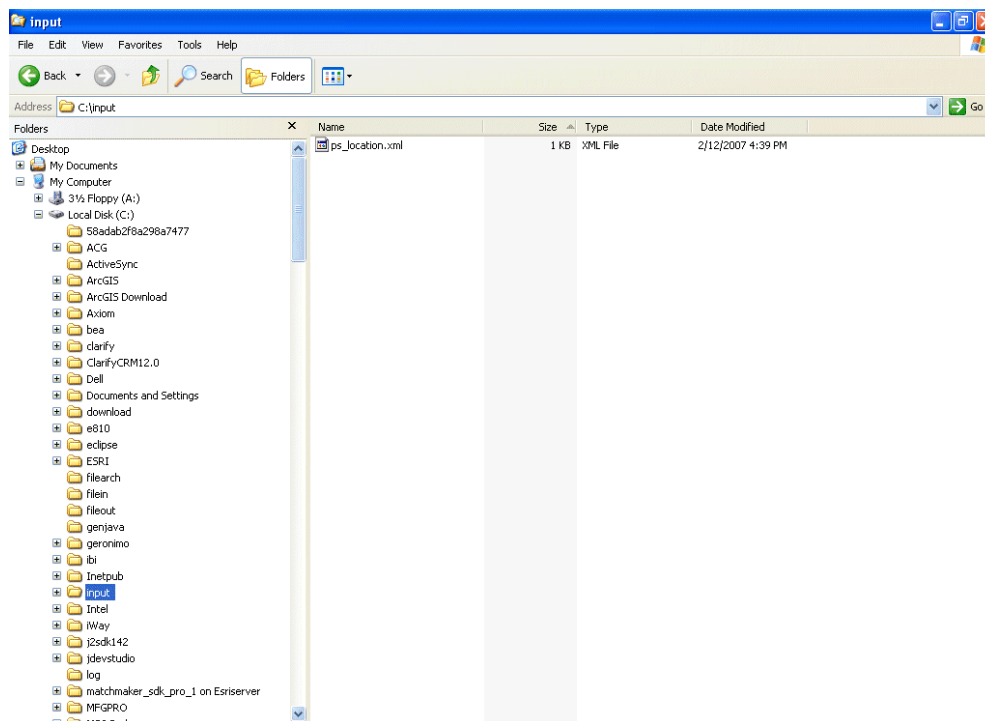 input
File Edit View Favorites Tools Help
Back Search Folders
Address C:\input Go
Folders
Name Size Type Date Modified
ps_location.xml 1 KB XML File 2/12/2007 4:39 PM
Desktop
My Documents
My Computer
3½ Floppy (A:)
Local Disk (C:)
58adab2f8a298a7477
ACG
ActiveSync
ArcGIS
ArcGIS Download
Axiom
bea
clarify
ClarifyCRM12.0
Dell
Documents and Settings
download
e810
eclipse
ESRI
filearch
filein
fileout
genjava
geronimo
ibi
Inetpub
input
Intel
iWay
j2sdk142
jdevstudio
log
matchmaker_sdk_pro_1 on Esriserver
MFGPRO